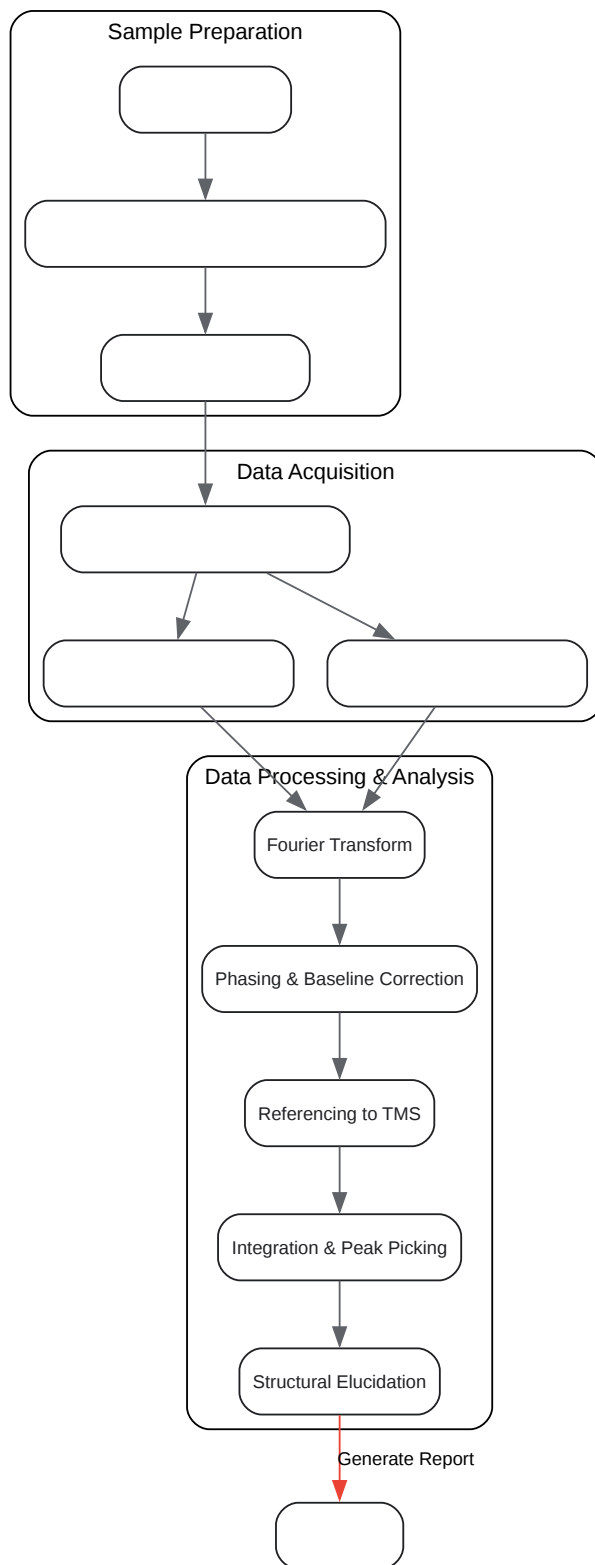 Sample Preparation
Data Acquisition
Data Processing & Analysis
Fourier Transform
Phasing & Baseline Correction
Referencing to TMS
Integration & Peak Picking
Structural Elucidation
Generate Report